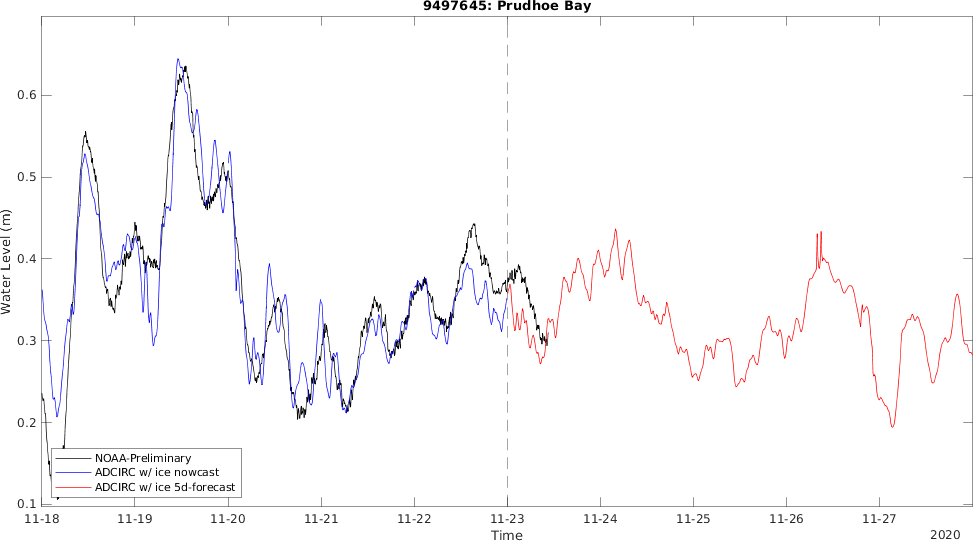 9497645: Prudhoe Bay
Water Level (m)
0.6
0.5
0.4
0.3
0.2
0.1
NOAA-Preliminary
ADCIRC w/ ice nowcast
ADCIRC w/ ice 5d-forecast
11-18 11-19 11-20 11-21 11-22 11-23 11-24 11-25 11-26 11-27
Time
2020